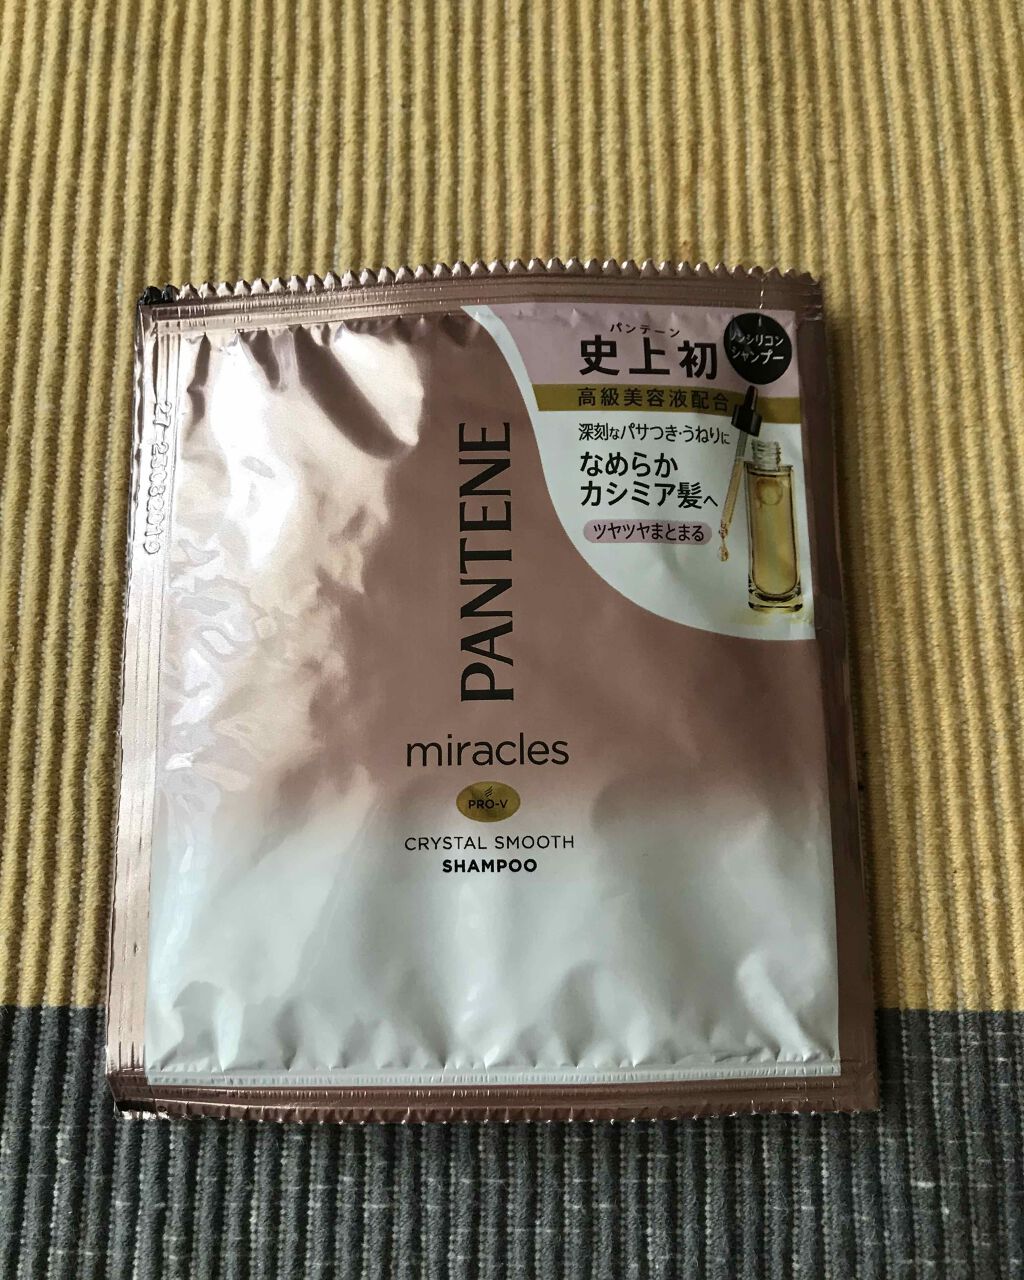 パンテーン
史上初
ノンシリコン
シャンプー
高級美容液配合
深刻なパサつき・うねりに
なめらか
カシミア髪へ
ツヤツヤまとまる
PANTENE
miracles
PRO-V
CRYSTAL SMOOTH
SHAMPOO